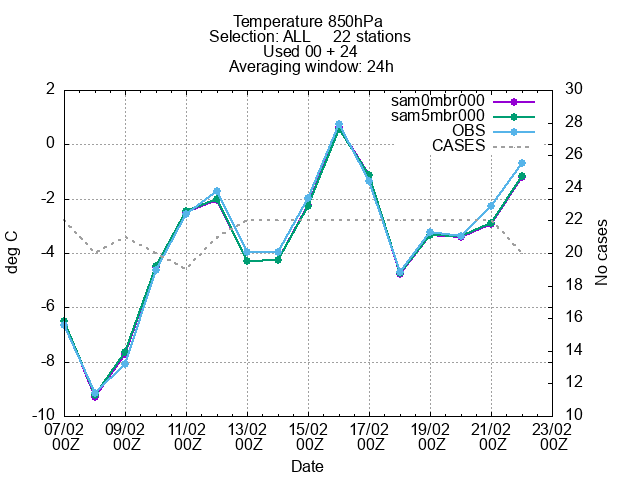 Temperature 850hPa
Selection: ALL 22 stations
Used 00 + 24
Averaging window: 24h
sam0mbr000
sam5mbr000
OBS
CASES
2
0
-2
-4
-6
-8
-10
deg C
30
28
26
24
22
20
18
16
14
12
10
No cases
07/02 09/02 11/02 13/02 15/02 17/02 19/02 21/02 23/02
00Z 00Z 00Z 00Z 00Z 00Z 00Z 00Z 00Z
Date